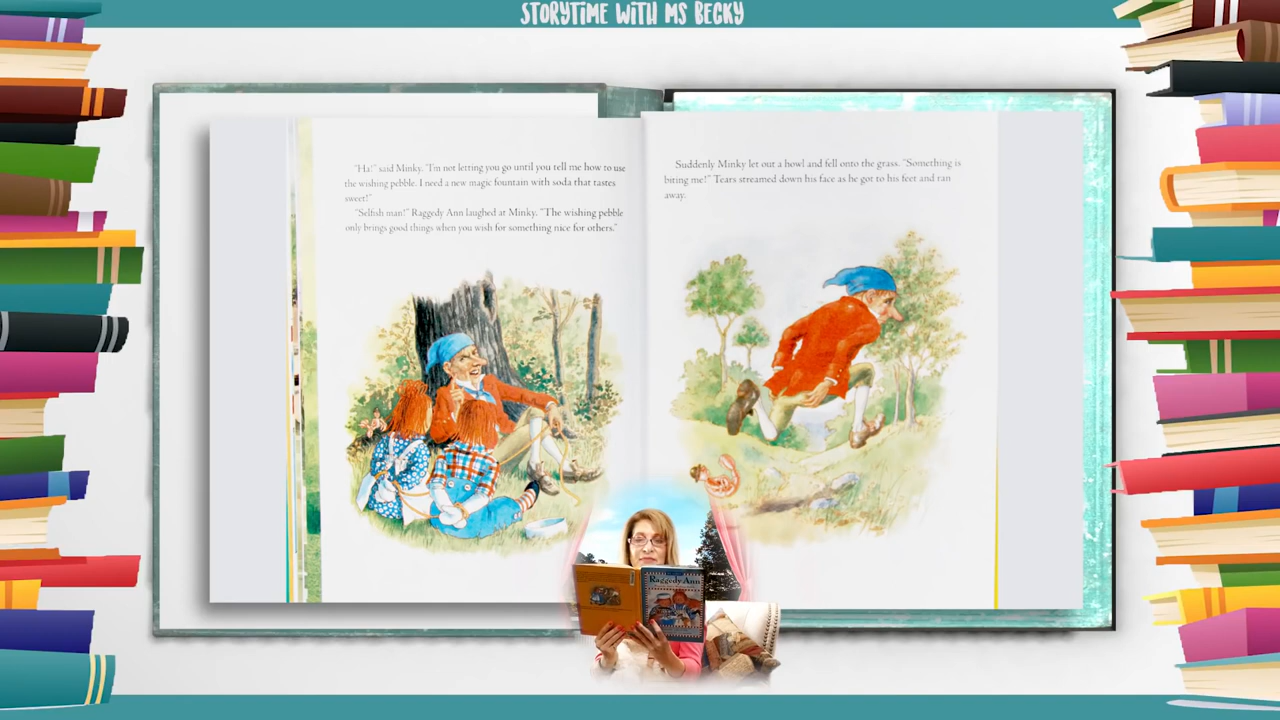 STORYTIME WITH MS BECKY
"Ha!" said Minky. "I'm not letting you go until you tell me how to use
the wishing pebble. I need a new magic fountain with soda that tastes
sweet!"
"Selfish man!" Raggedy Ann laughed at Minky. "The wishing pebble
only brings good things when you wish for something nice for others."
Suddenly Minky let out a howl and fell onto the grass. "Something is
biting me!" Tears streamed down his face as he got to his feet and ran
away.
Raggedy Ann